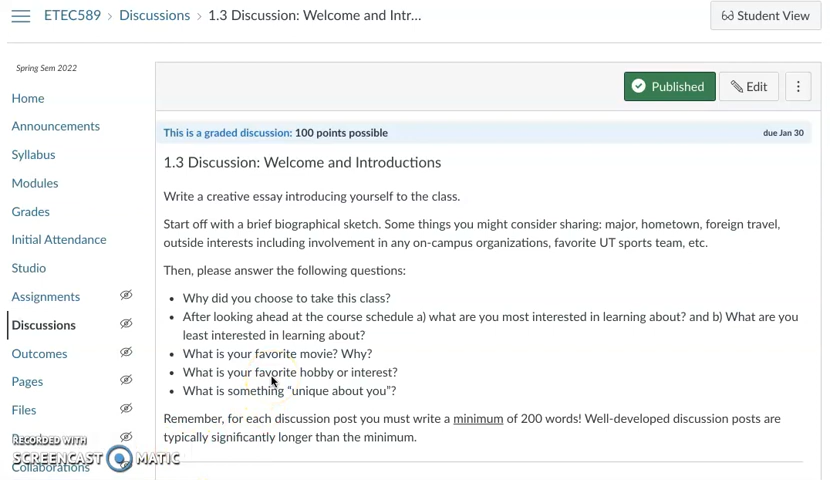 ETEC589 > Discussions > 1.3 Discussion: Welcome and Intr...
Student View
Spring Sem 2022
Home
Announcements
Syllabus
Modules
Grades
Initial Attendance
Studio
Assignments
Discussions
Outcomes
Pages
Files
Collaborations
RECORDED WITH
SCREENCAST MATIC
Published
Edit
This is a graded discussion: 100 points possible
due Jan 30
1.3 Discussion: Welcome and Introductions
Write a creative essay introducing yourself to the class.
Start off with a brief biographical sketch. Some things you might consider sharing: major, hometown, foreign travel,
outside interests including involvement in any on-campus organizations, favorite UT sports team, etc.
Then, please answer the following questions:
• Why did you choose to take this class?
• After looking ahead at the course schedule a) what are you most interested in learning about? and b) What are you
least interested in learning about?
• What is your favorite movie? Why?
• What is your favorite hobby or interest?
• What is something “unique about you”?
Remember, for each discussion post you must write a minimum of 200 words! Well-developed discussion posts are
typically significantly longer than the minimum.